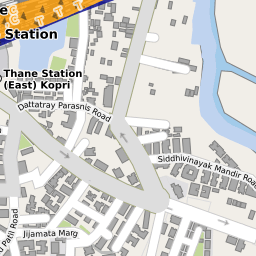 Station
Thane Station
(East) Kopri
Dattatray Parasnis Road
Siddhivinayak Mandir Road
Patil Road
Jijamata Marg